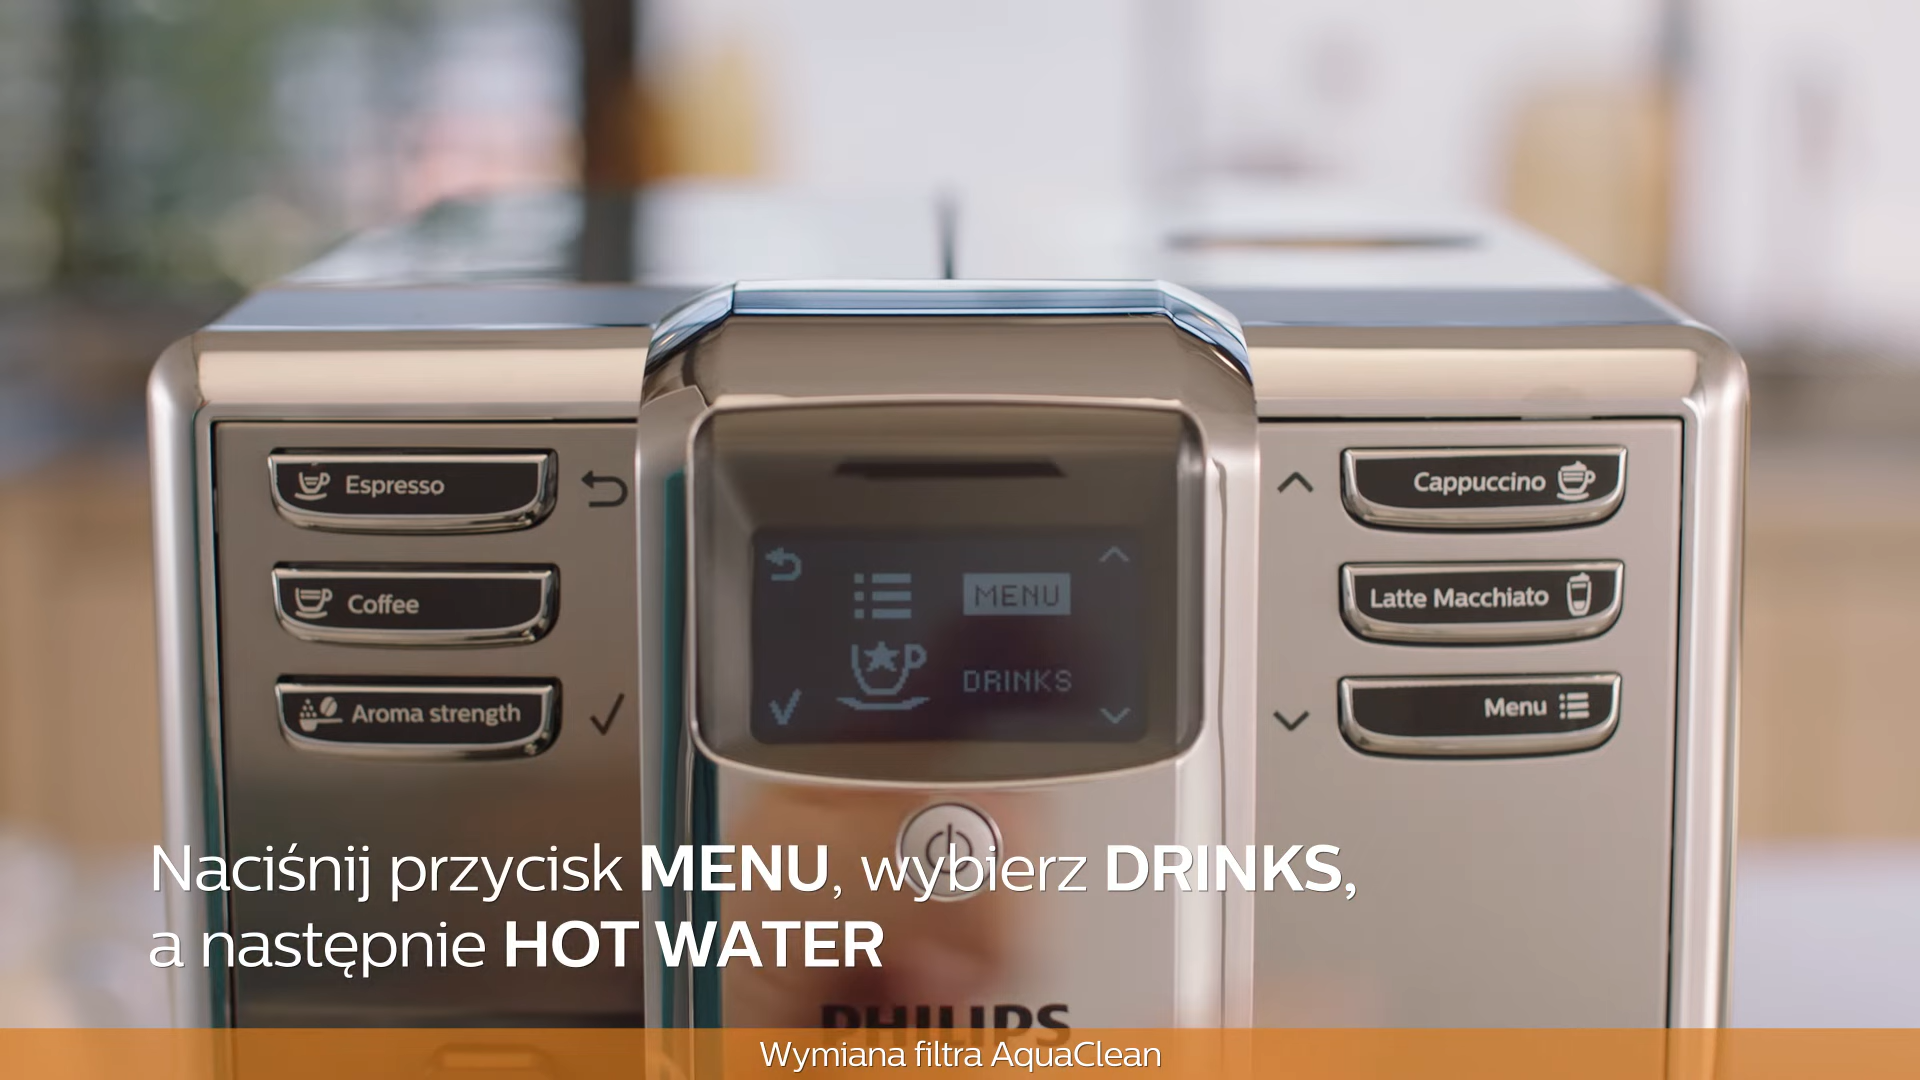 Espresso
Coffee
Aroma strength
MENU
DRINKS
Cappuccino
Latte Macchiato
Menu
Naciśnij przycisk MENU, wybierz DRINKS,
a następnie HOT WATER
PHILIPS
Wymiana filtra AquaClean